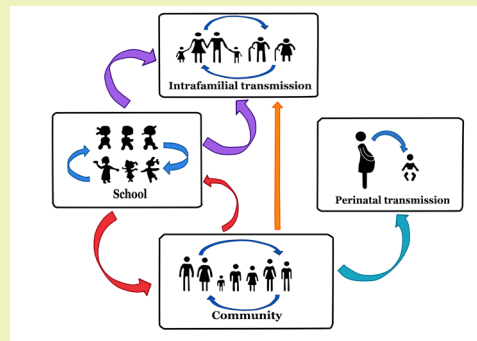 Intrafamilial transmission
School
Perinatal transmission
Community